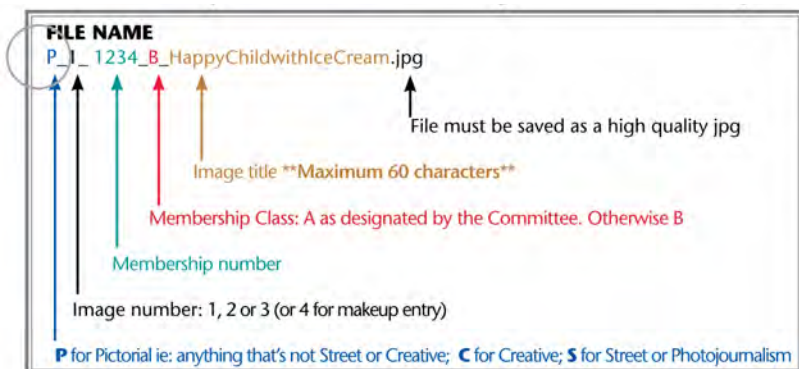 FILE NAME
P_1_ 1234_B_HappyChildwithIceCream.jpg
File must be saved as a high quality jpg
Image title **Maximum 60 characters**
Membership Class: A as designated by the Committee. Otherwise B
Membership number
Image number: 1, 2 or 3 (or 4 for makeup entry)
P for Pictorial ie: anything that's not Street or Creative; C for Creative; S for Street or Photojournalism